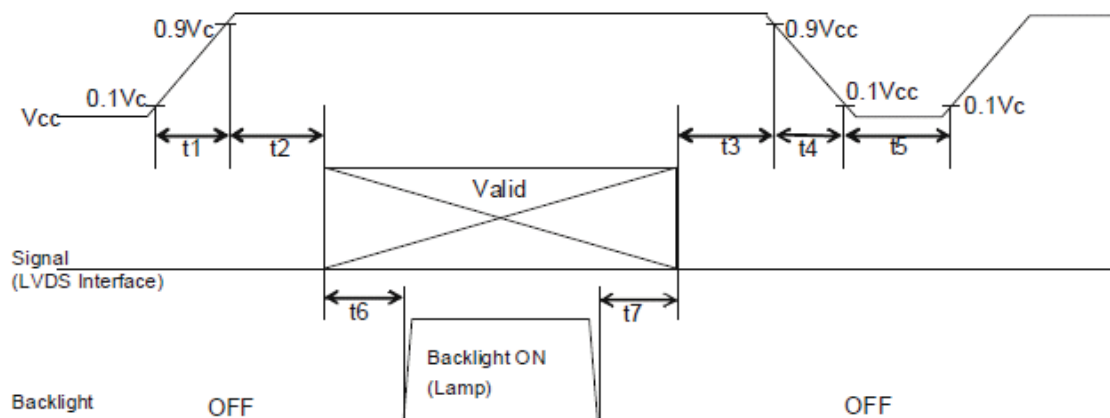 0.9Vc
0.9Vcc
0.1Vc
0.1Vcc
0.1Vc
Vcc
t1
t2
t3
t4
t5
Valid
Signal
(LVDS Interface)
t6
t7
Backlight ON
(Lamp)
Backlight
OFF
OFF